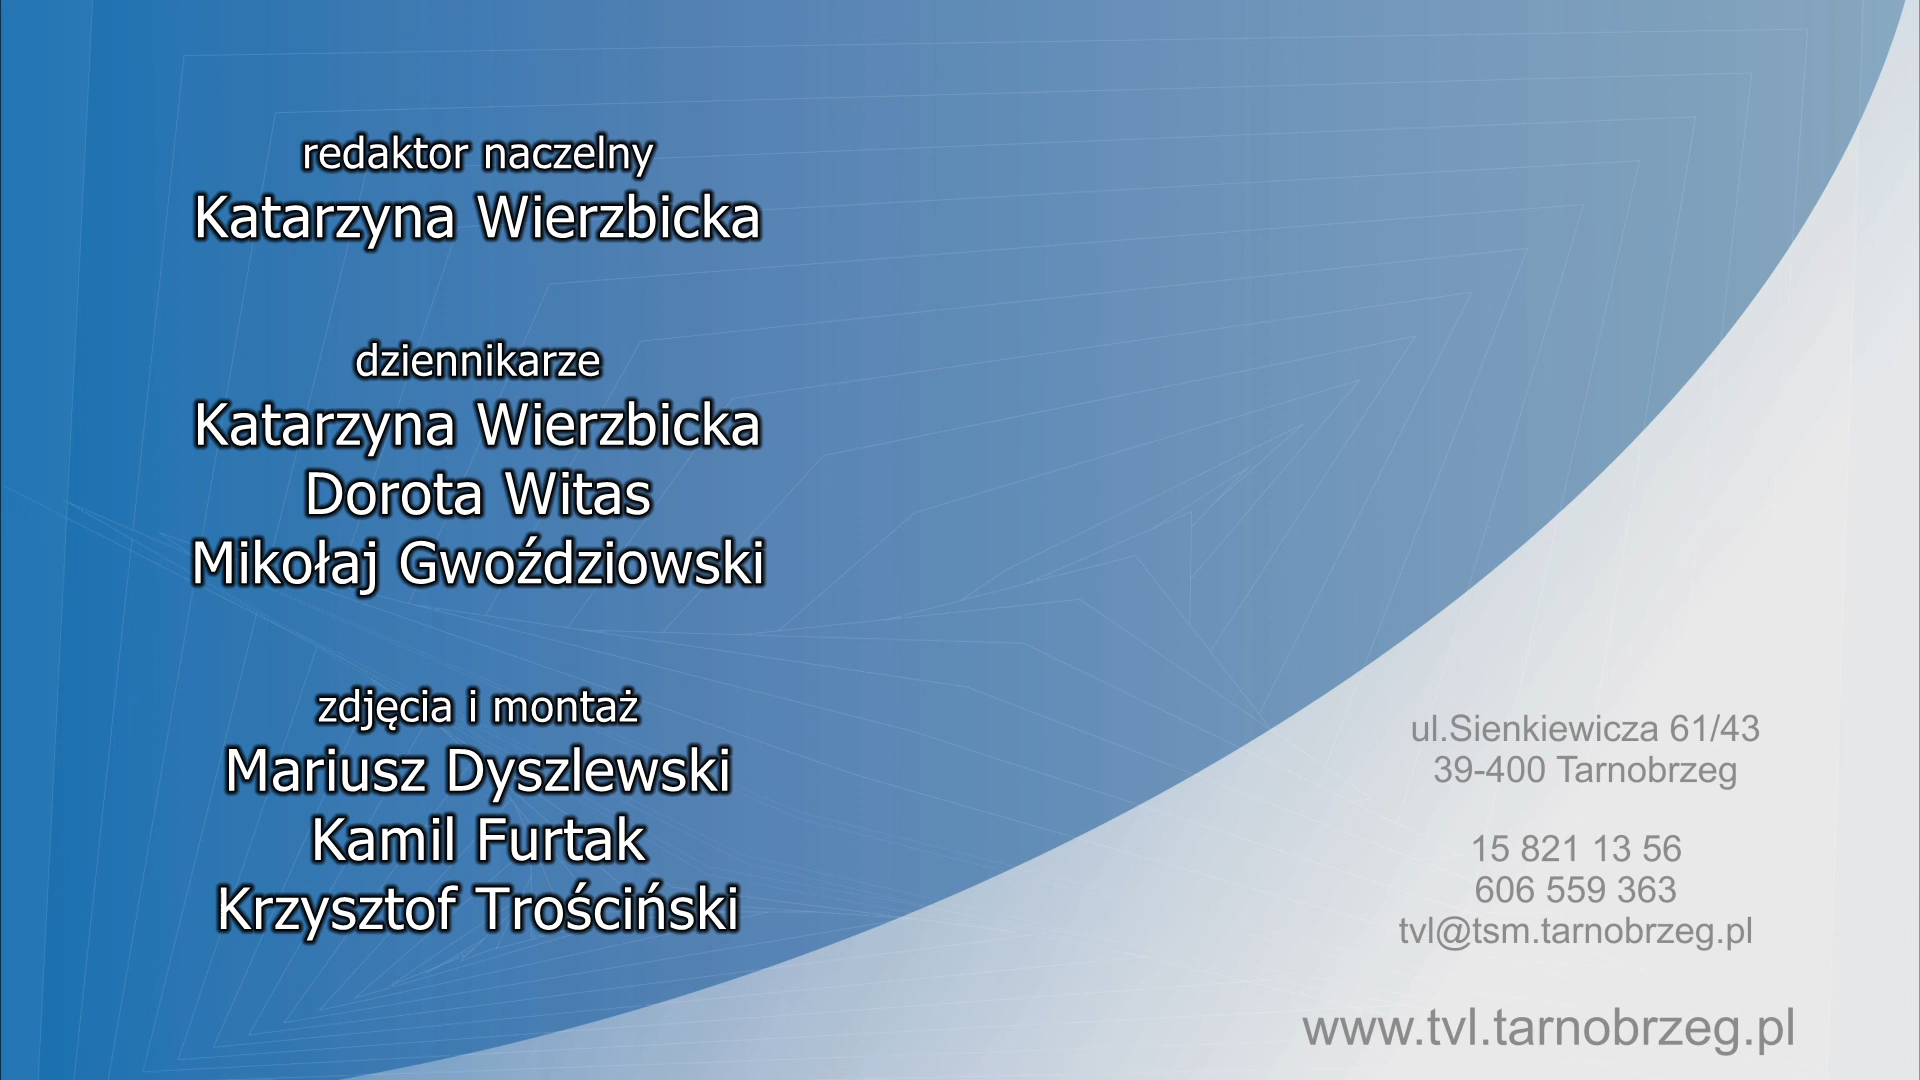 redaktor naczelny
Katarzyna Wierzbicka
dziennikarze
Katarzyna Wierzbicka
Dorota Witas
Mikołaj Gwoździowski
zdjęcia i montaż
Mariusz Dyszlewski
Kamil Furtak
Krzysztof Trościński
ul.Sienkiewicza 61/43
39-400 Tarnobrzeg
15 821 13 56
606 559 363
tvl@tsm.tarnobrzeg.pl
www.tvl.tarnobrzeg.pl